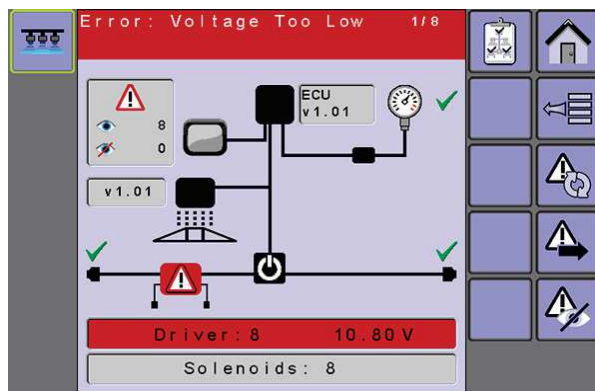 Error: Voltage Too Low 1/8
ECU
v1.01
8
0
v1.01
Driver: 8 10.80 V
Solenoids: 8